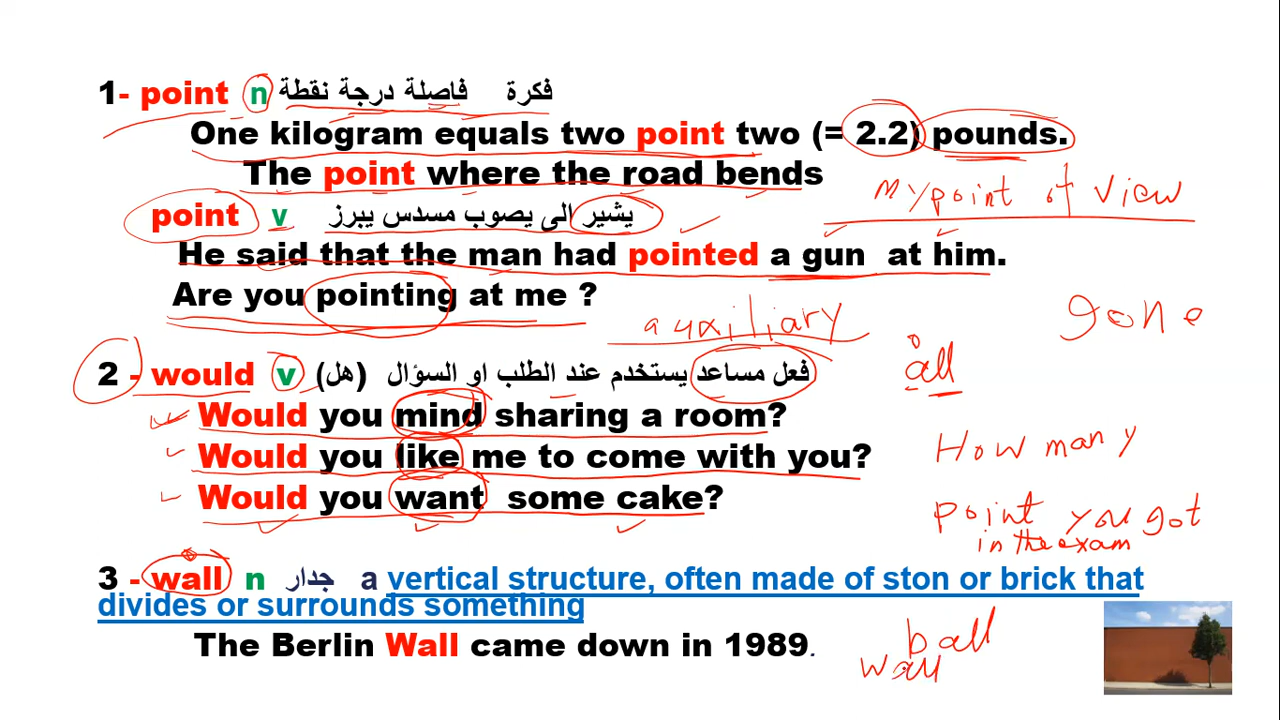 1- point n فكرة فاصلة درجة نقطة
One kilogram equals two point two (= 2.2) pounds.
The point where the road bends
my point of view
point v يشير الى يصوب مسدس يبرز
He said that the man had pointed a gun at him.
Are you pointing at me ?
auxiliary
gone
all
2 - would v (هل) فعل مساعد يستخدم عند الطلب او السؤال
Would you mind sharing a room?
Would you like me to come with you?
Would you want some cake?
How many
point you got
in the exam
3 - wall n جدار a vertical structure, often made of ston or brick that
divides or surrounds something
The Berlin Wall came down in 1989.
ball
wall